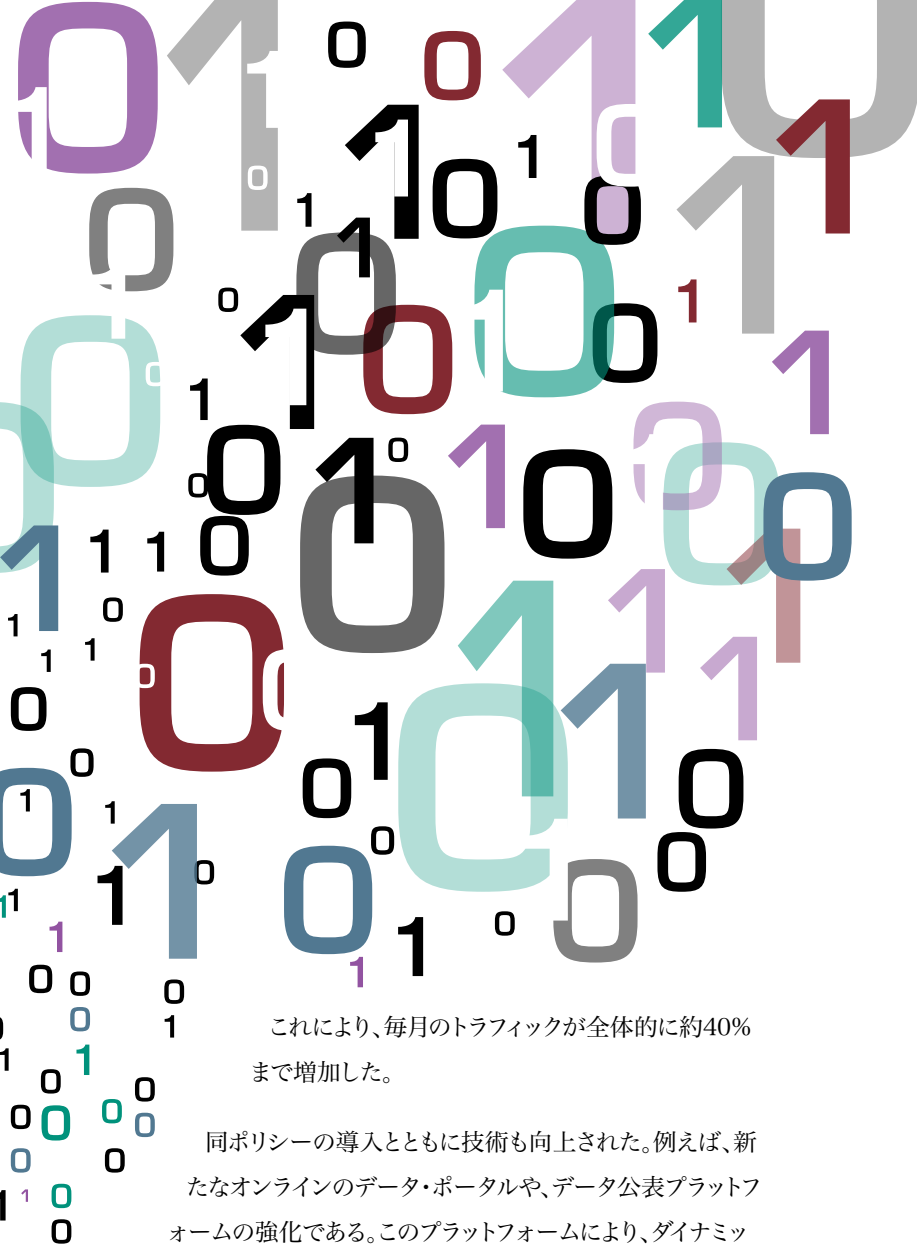 これにより、毎月のトラフィックが全体的に約40%
まで増加した。
同ポリシーの導入とともに技術も向上された。例えば、新
たなオンラインのデータ・ポータルや、データ公表プラットフ
ォームの強化である。このプラットフォームにより、ダイナミッ